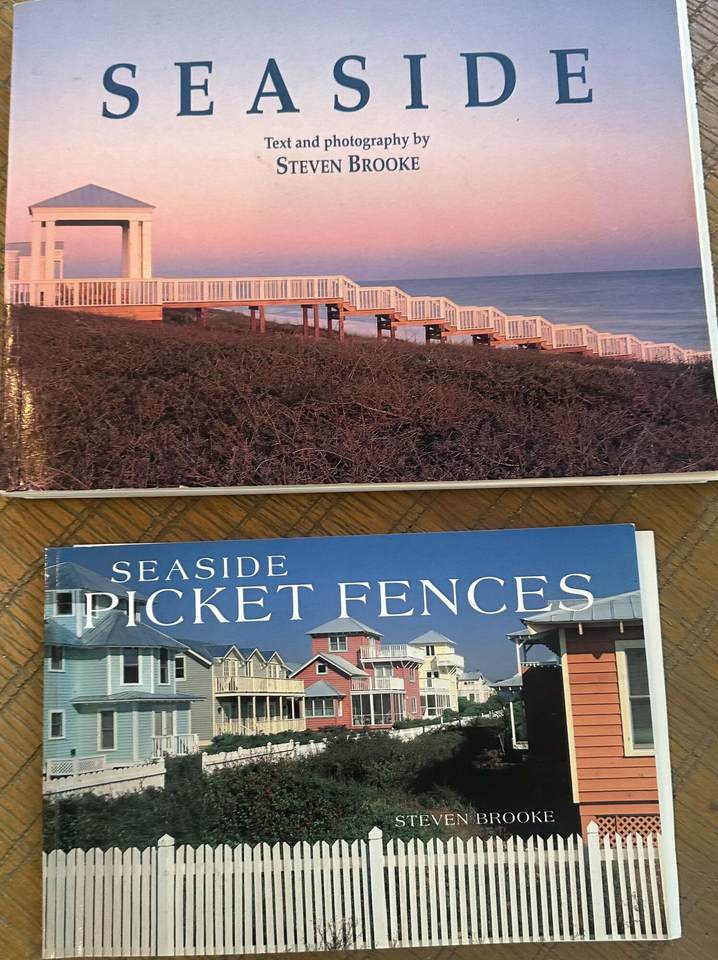 SEASIDE
Text and photography by
STEVEN BROOKE
SEASIDE
PICKET FENCES
STEVEN BROOKE